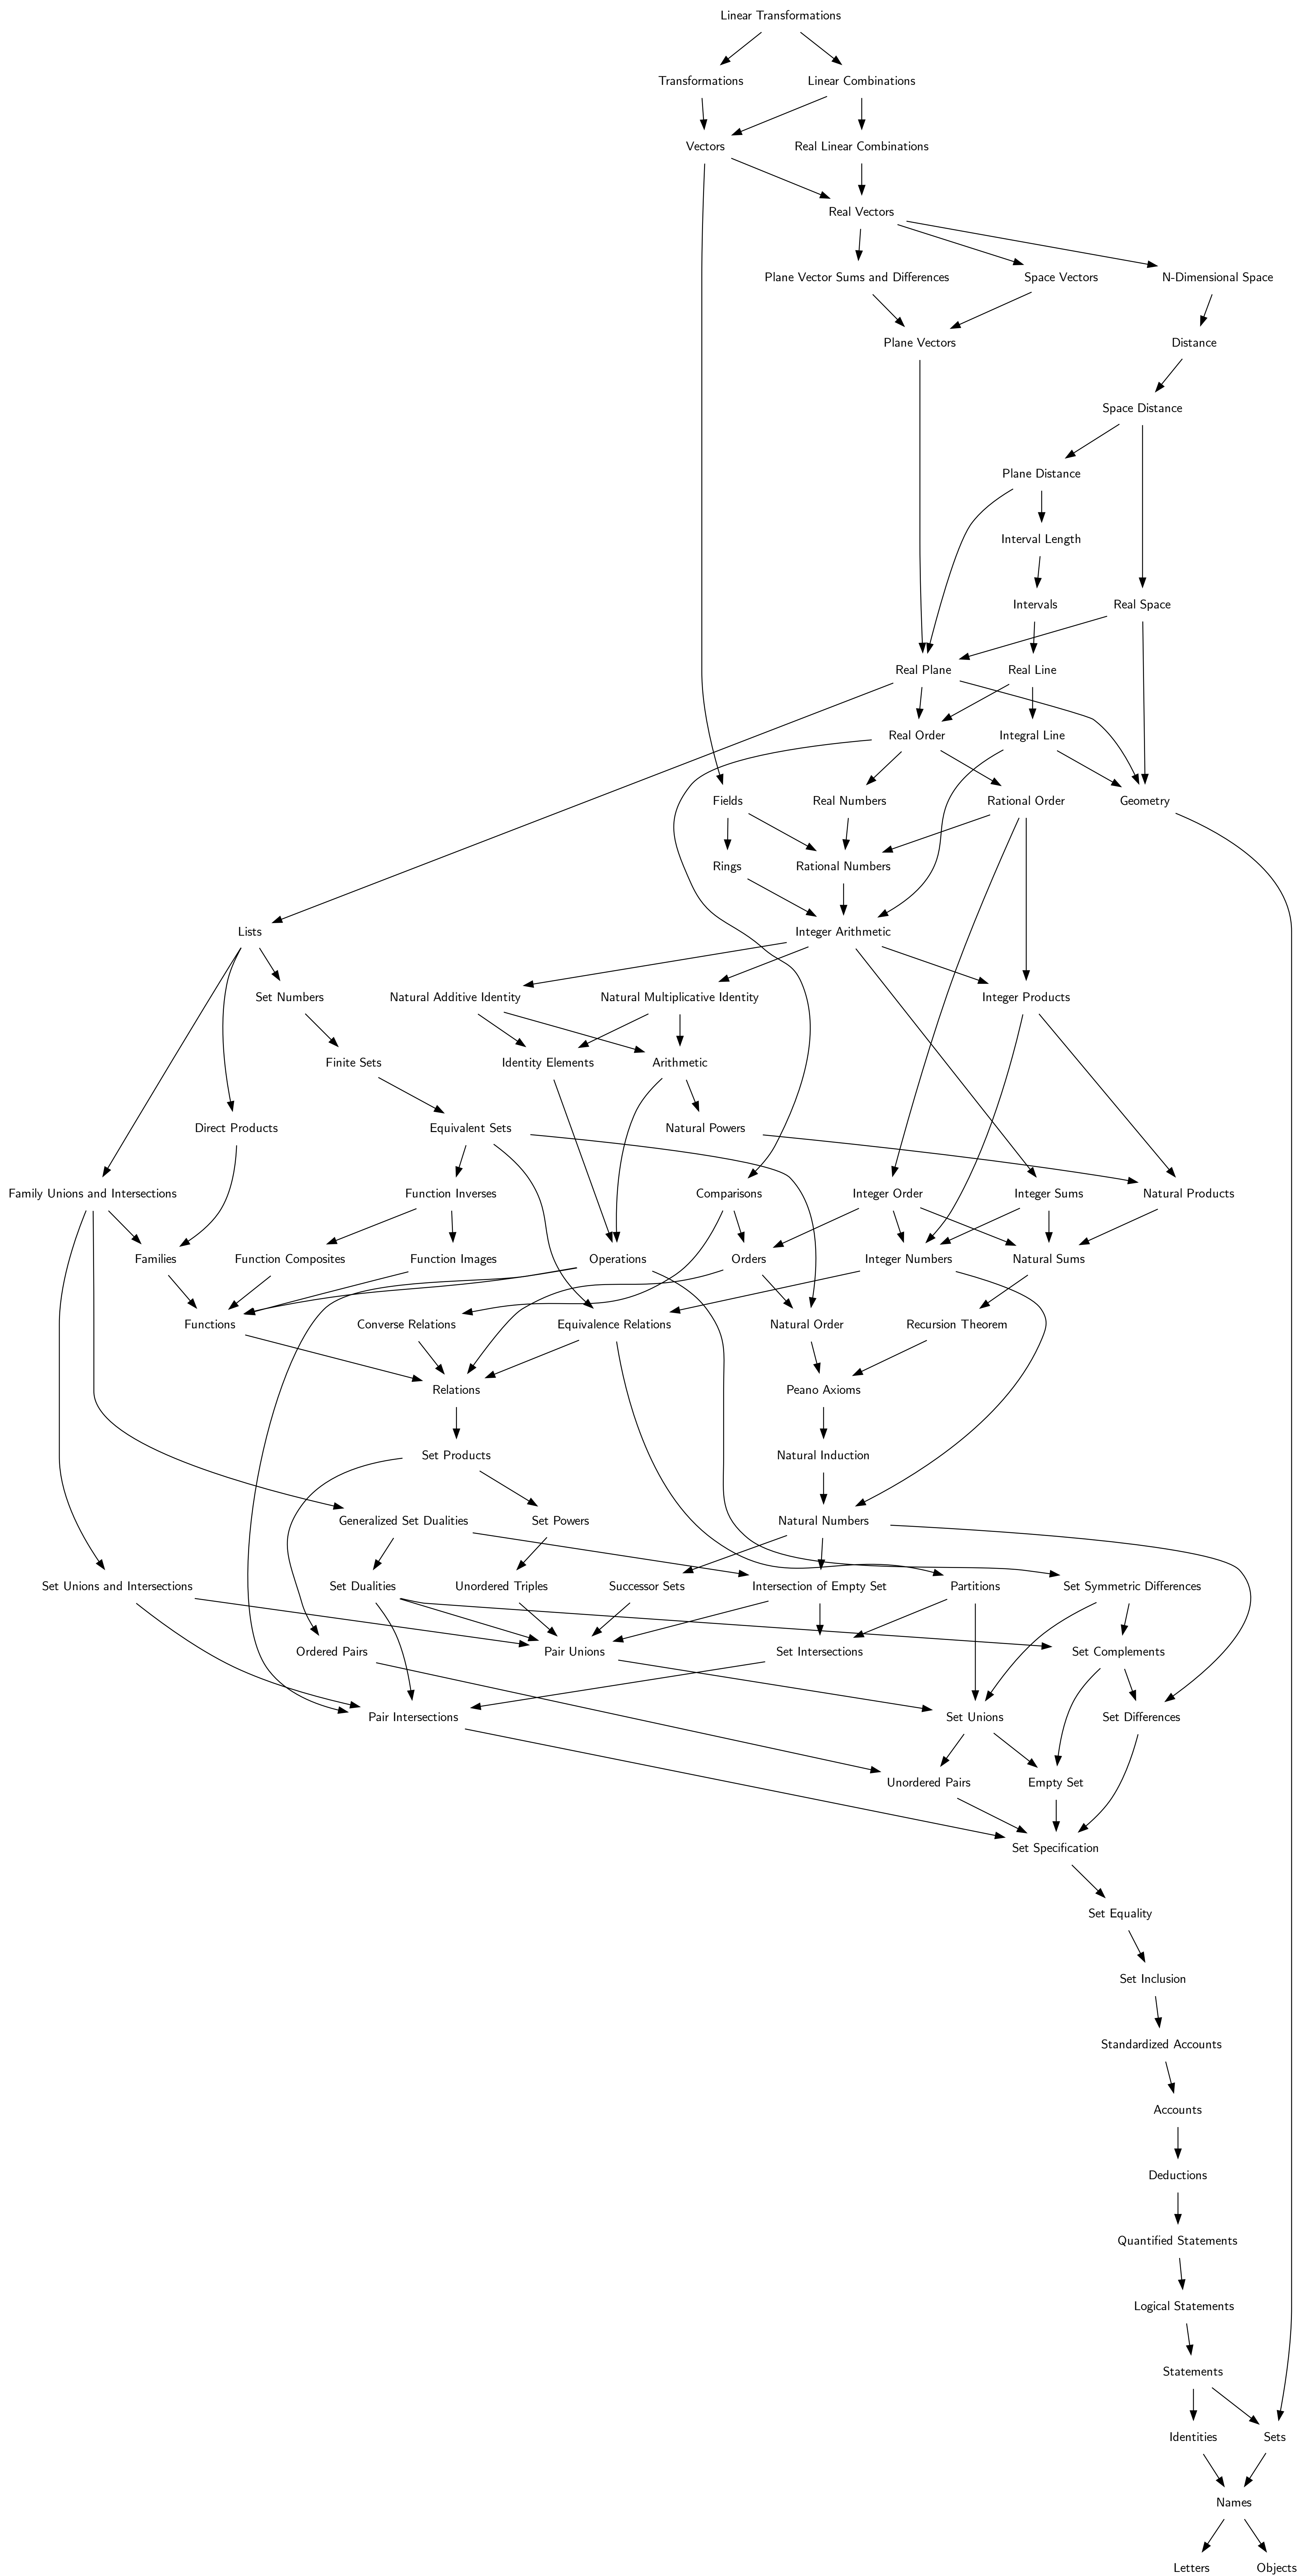 Linear Transformations
Transformations
Linear Combinations
Vectors
Real Linear Combinations
Real Vectors
Plane Vector Sums and Differences
Space Vectors
N-Dimensional Space
Plane Vectors
Distance
Space Distance
Plane Distance
Interval Length
Intervals
Real Space
Real Plane
Real Line
Real Order
Integral Line
Fields
Real Numbers
Rational Order
Geometry
Rings
Rational Numbers
Lists
Integer Arithmetic
Set Numbers
Natural Additive Identity
Natural Multiplicative Identity
Integer Products
Finite Sets
Identity Elements
Arithmetic
Direct Products
Equivalent Sets
Natural Powers
Family Unions and Intersections
Function Inverses
Comparisons
Integer Order
Integer Sums
Natural Products
Families
Function Composites
Function Images
Operations
Orders
Integer Numbers
Natural Sums
Functions
Converse Relations
Equivalence Relations
Natural Order
Recursion Theorem
Relations
Peano Axioms
Set Products
Natural Induction
Generalized Set Dualities
Set Powers
Natural Numbers
Set Unions and Intersections
Set Dualities
Unordered Triples
Successor Sets
Intersection of Empty Set
Partitions
Set Symmetric Differences
Ordered Pairs
Pair Unions
Set Intersections
Set Complements
Pair Intersections
Set Unions
Set Differences
Unordered Pairs
Empty Set
Set Specification
Set Equality
Set Inclusion
Standardized Accounts
Accounts
Deductions
Quantified Statements
Logical Statements
Statements
Identities
Sets
Names
Letters
Objects